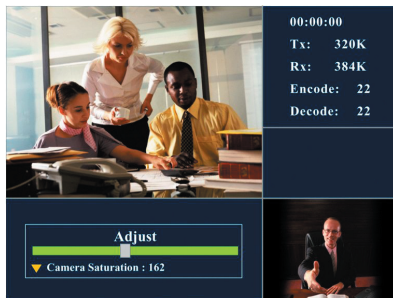 00:00:00
Tx: 320K
Rx: 384K
Encode: 22
Decode: 22
Adjust
Camera Saturation : 162